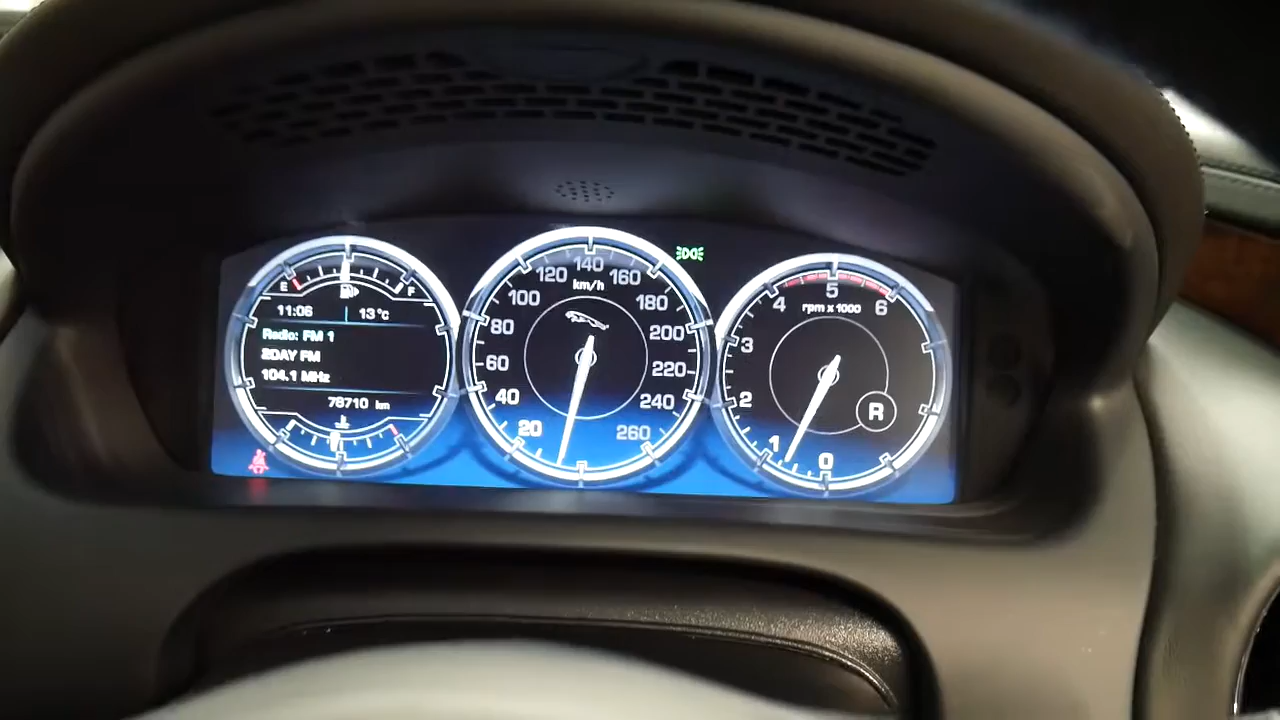 E F
11:06 13 °C
Radio: FM 1
2DAY FM
104.1 MHz
78710 km
20 40 60 80 100 120 140 160 180 200 220 240 260
km/h
0 1 2 3 4 5 6
rpm x 1000
R